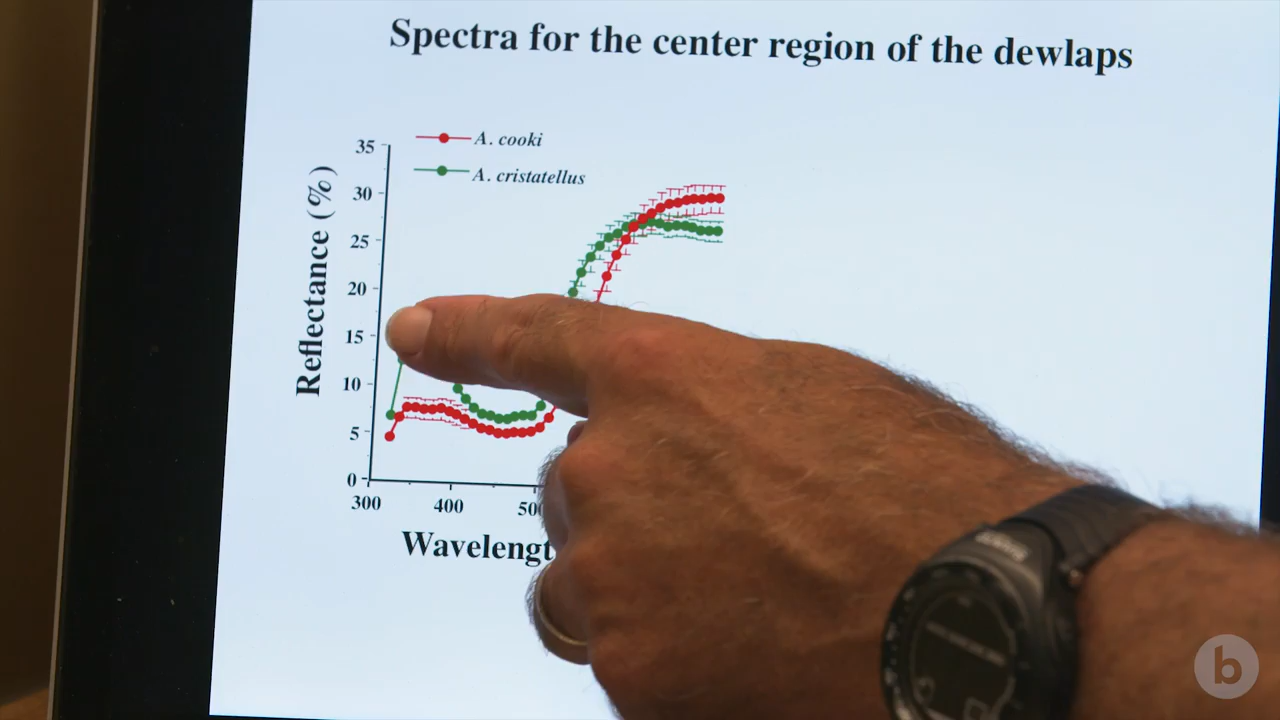 Spectra for the center region of the dewlaps
A. cooki
A. cristatellus
35
30
25
20
15
10
5
0
Reflectance (%)
300
400
500
Wavelengt
b